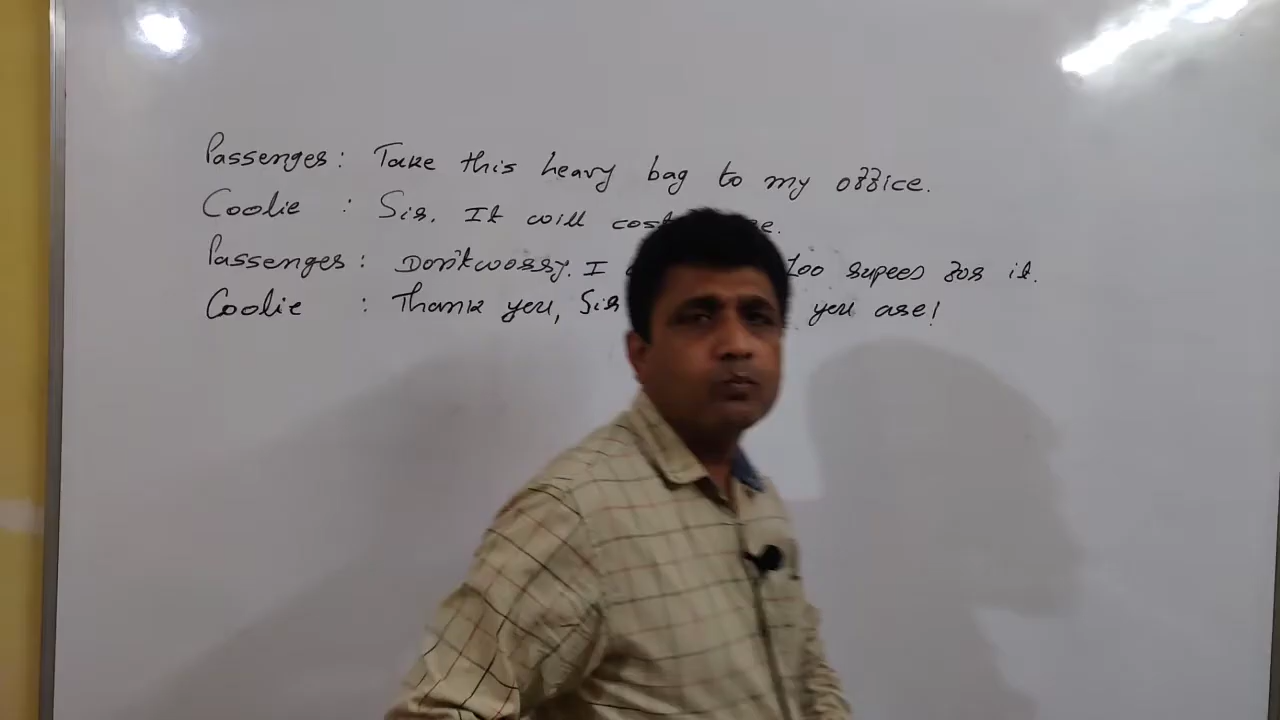 Passenger: Take this heavy bag to my office.
Coolie : Sir. It will cost
Passenger: Don't worry. I 100 rupees for it.
Coolie : Thank you, Sir you are!